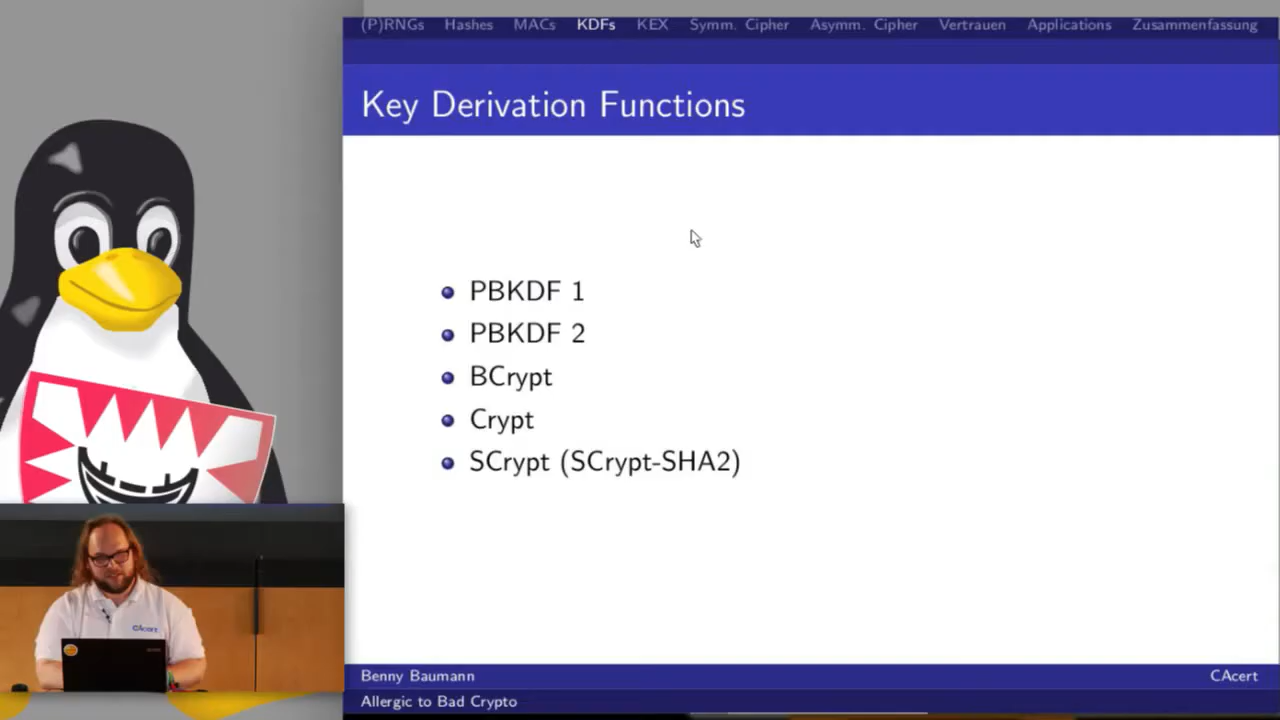 (P)RNGs Hashes MACs KDFs KEX Symm. Cipher Asymm. Cipher Vertrauen Applications Zusammenfassung
Key Derivation Functions
PBKDF 1
PBKDF 2
BCrypt
Crypt
SCrypt (SCrypt-SHA2)
CAcert
Benny Baumann CAcert
Allergic to Bad Crypto